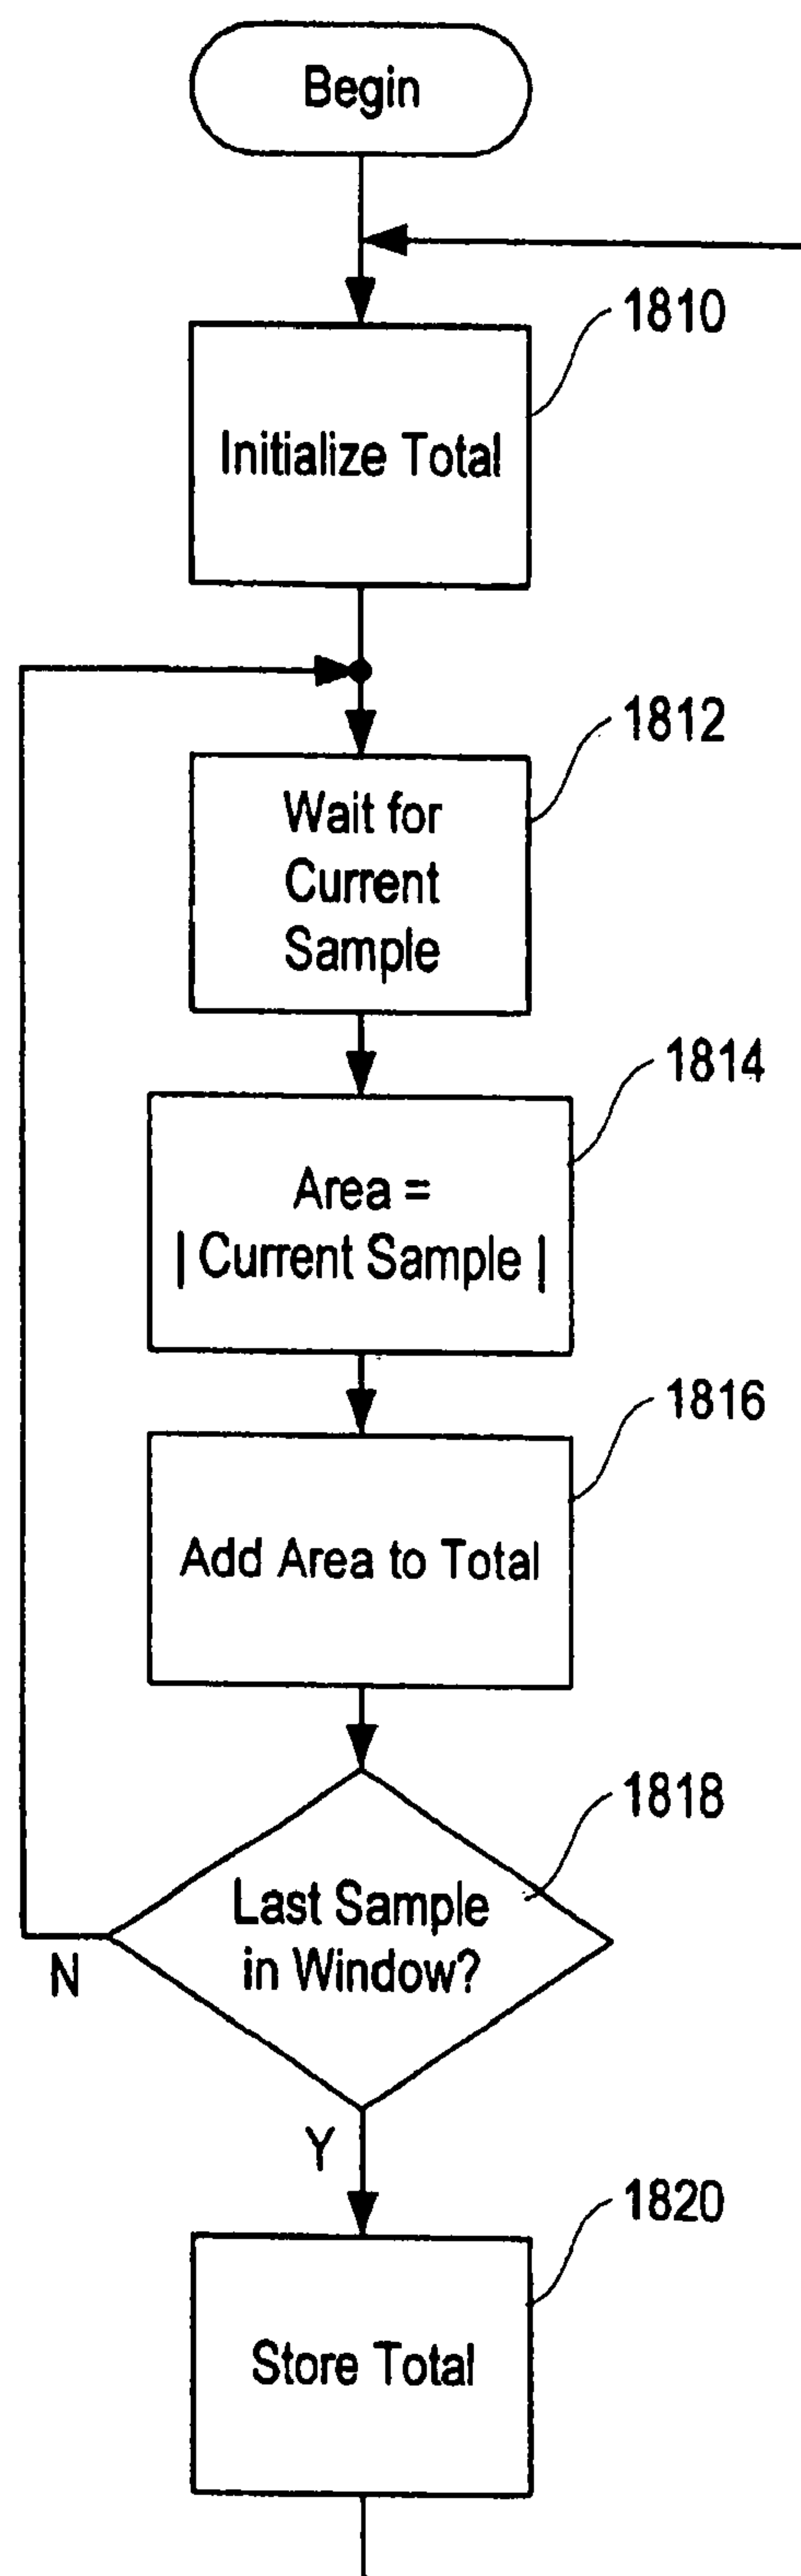 Begin
1810
Initialize Total
1812
Wait for
Current
Sample
1814
Area =
| Current Sample |
1816
Add Area to Total
1818
Last Sample
in Window?
N
Y
1820
Store Total